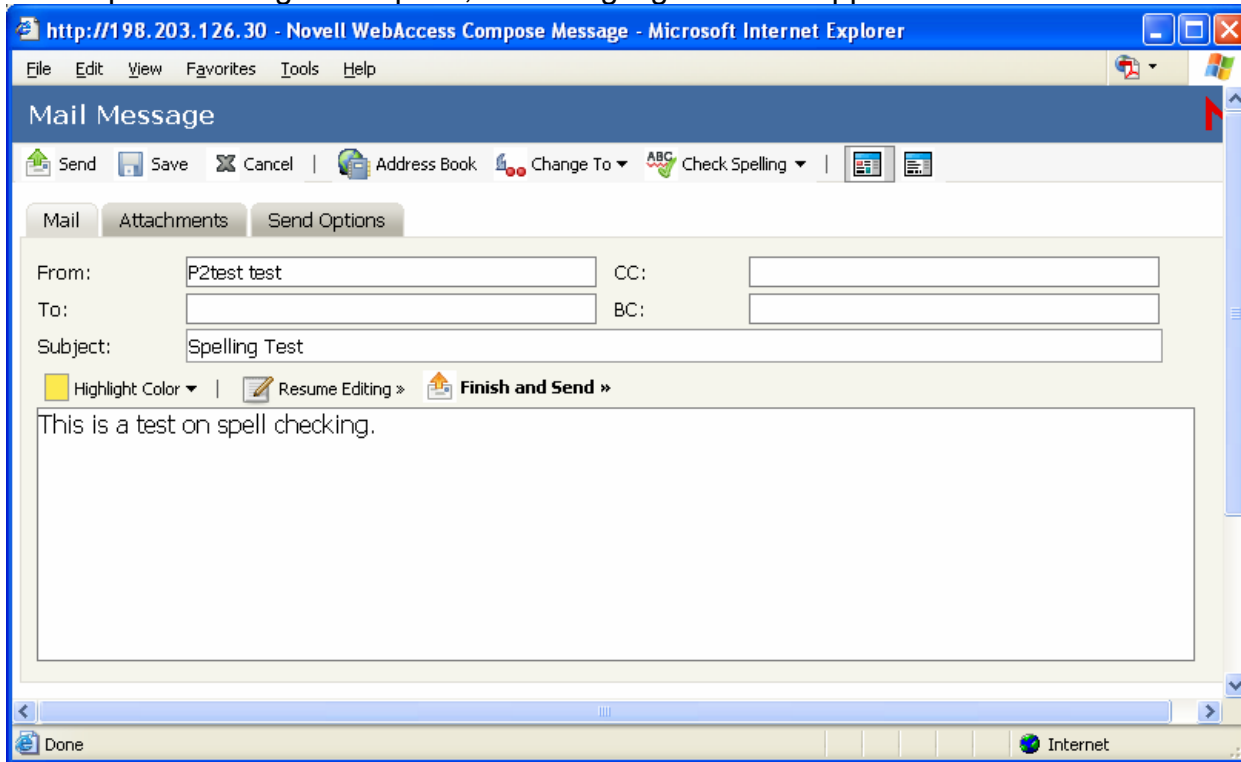 http://198.203.126.30 - Novell WebAccess Compose Message - Microsoft Internet Explorer
File Edit View Favorites Tools Help
Mail Message N
Send Save Cancel | Address Book Change To Check Spelling |
Mail Attachments Send Options
From: P2test test CC:
To: BC:
Subject: Spelling Test
Highlight Color | Resume Editing » Finish and Send »
This is a test on spell checking.
Done Internet